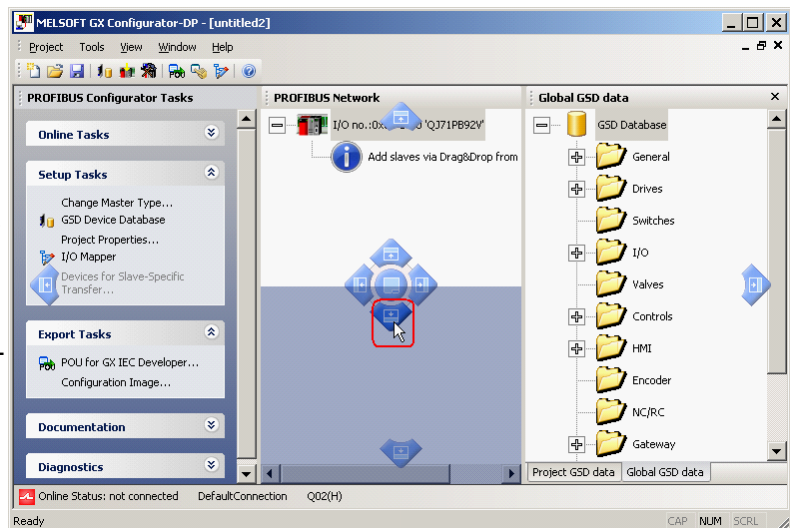 MELSOFT GX Configurator-DP - [untitled2]
Project Tools View Window Help
PROFIBUS Configurator Tasks
Online Tasks
Setup Tasks
Change Master Type...
GSD Device Database
Project Properties...
I/O Mapper
Devices for Slave-Specific
Transfer...
Export Tasks
POU for GX IEC Developer...
Configuration Image...
Documentation
Diagnostics
PROFIBUS Network
I/O no.: 'QJ71PB92V'
Add slaves via Drag&Drop from
Global GSD data
GSD Database
General
Drives
Switches
I/O
Valves
Controls
HMI
Encoder
NC/RC
Gateway
Project GSD data Global GSD data
Online Status: not connected DefaultConnection Q02(H)
Ready CAP NUM SCRL